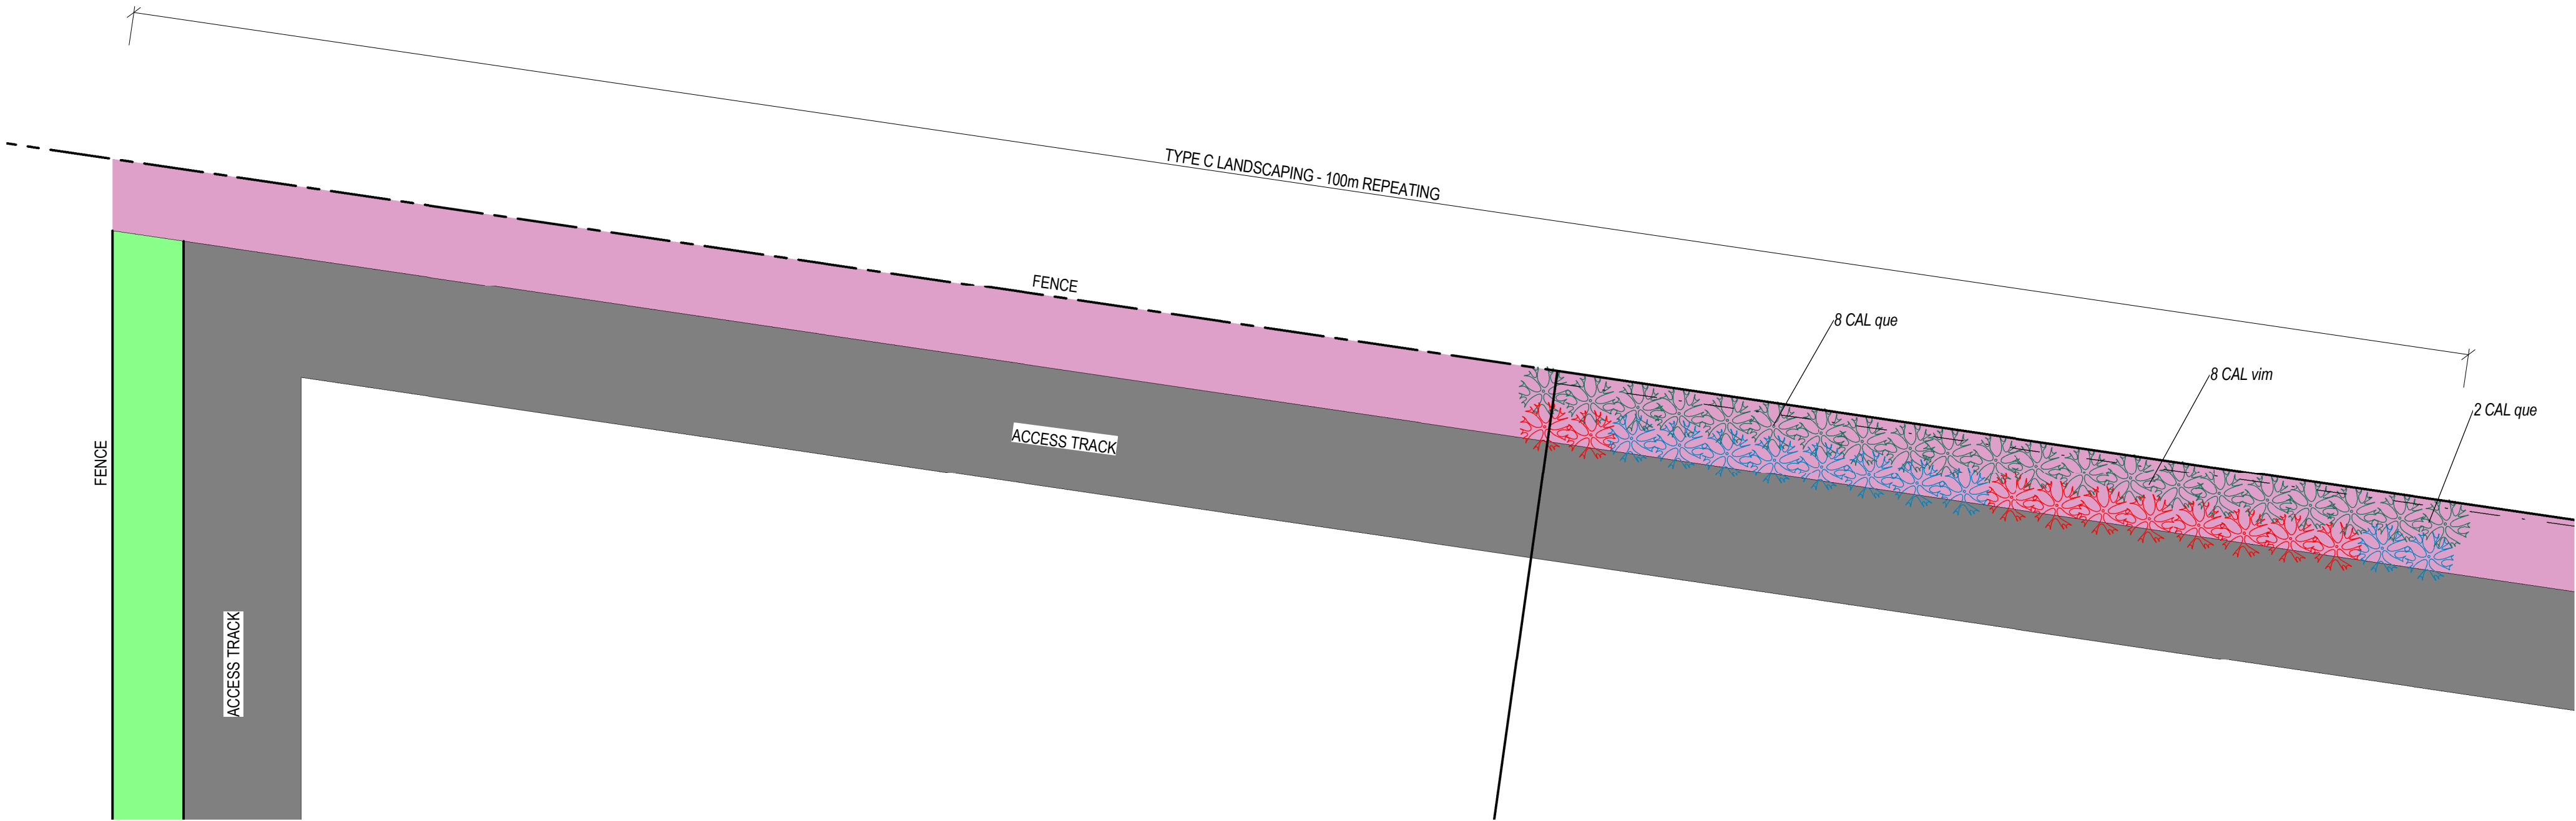 TYPE C LANDSCAPING - 100m REPEATING
FENCE
8 CAL que
8 CAL vim
2 CAL que
ACCESS TRACK
FENCE
ACCESS TRACK